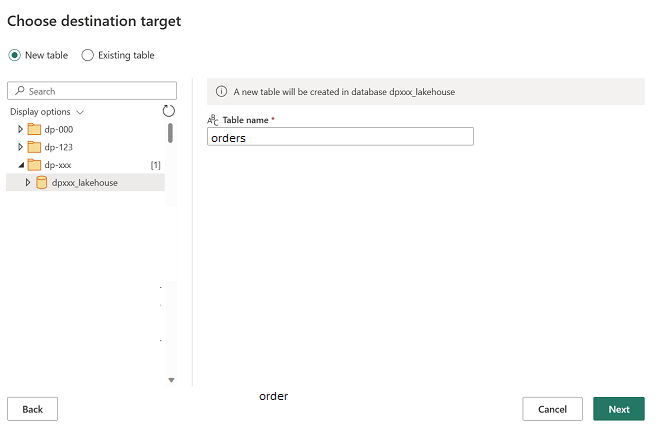 Choose destination target
New table
Existing table
Search
Display options
dp-000
dp-123
dp-xxx [1]
dpxxx_lakehouse
A new table will be created in database dpxxx_lakehouse
ABC Table name *
orders
order
Back
Cancel
Next